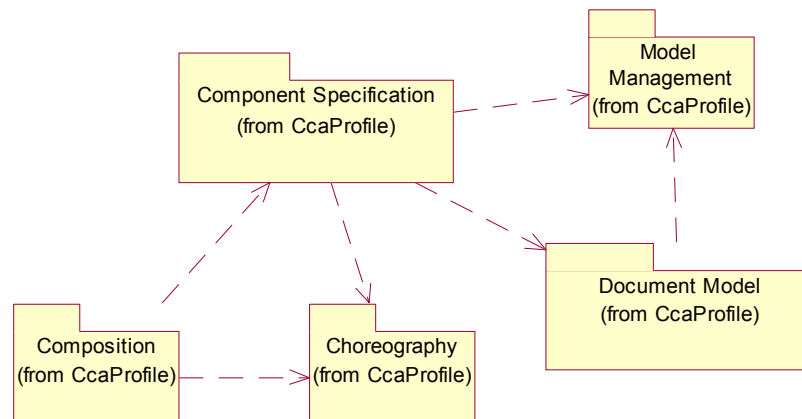 Model
Management
(from CcaProfile)
Component Specification
(from CcaProfile)
Document Model
(from CcaProfile)
Composition
(from CcaProfile)
Choreography
(from CcaProfile)